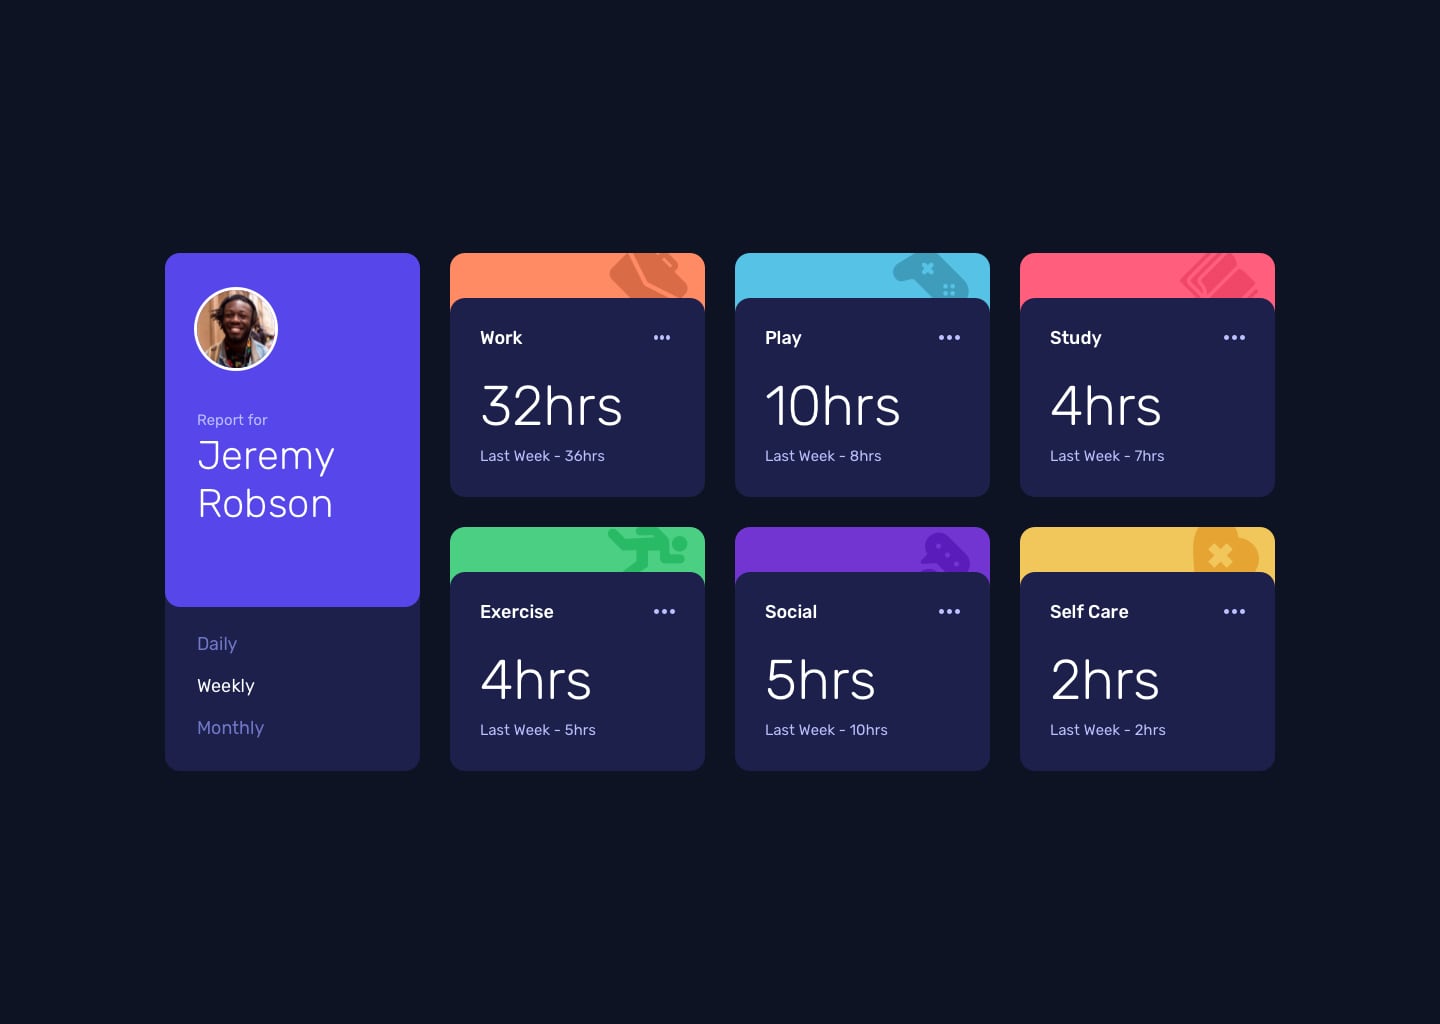 Report for
Jeremy
Robson
Daily
Weekly
Monthly
Work
32hrs
Last Week - 36hrs
Play
10hrs
Last Week - 8hrs
Study
4hrs
Last Week - 7hrs
Exercise
4hrs
Last Week - 5hrs
Social
5hrs
Last Week - 10hrs
Self Care
2hrs
Last Week - 2hrs